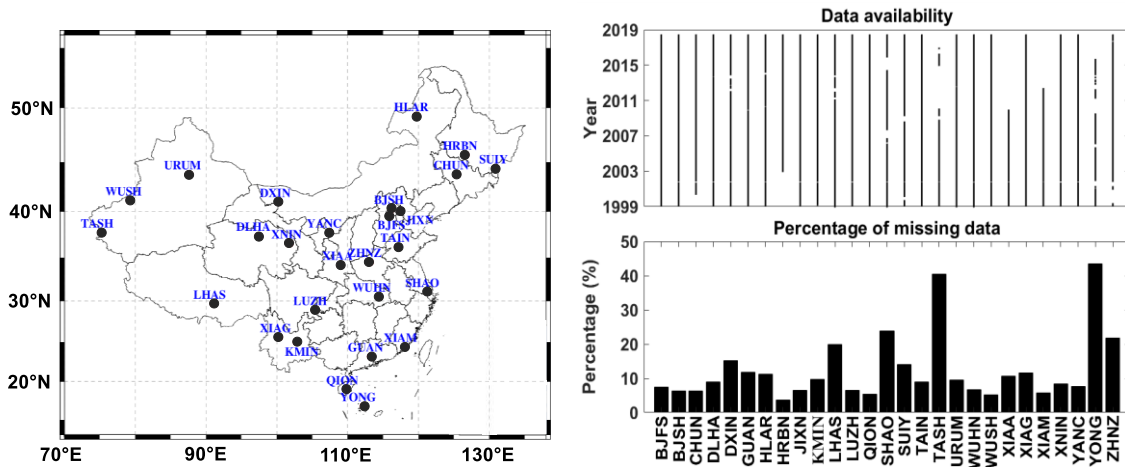 50°N
40°N
30°N
20°N
70°E
90°E
110°E
130°E
HLAR
HRBN
CHUN
SUIY
URUM
WUSH
TASH
DXIN
BJSH
HXN
BJFS
DLHA
XNIN
YANC
TAIN
XIAA
ZHNZ
LHAS
LUZH
WUHN
SHAO
XIAG
KMIN
GUAN
XIAM
QION
YONG
Data availability
Year
2019
2015
2011
2007
2003
1999
Percentage of missing data
Percentage (%)
50
40
30
20
10
0
BJFS
BJSH
CHUN
DLHA
DXIN
GUAN
HLAR
HRBN
JIXN
KMIN
LHAS
LUZH
QION
SHAO
SUIY
TAIN
TASH
URUM
WUHN
WUSH
XIAA
XIAG
XIAM
XNIN
YANC
YONG
ZHNZ